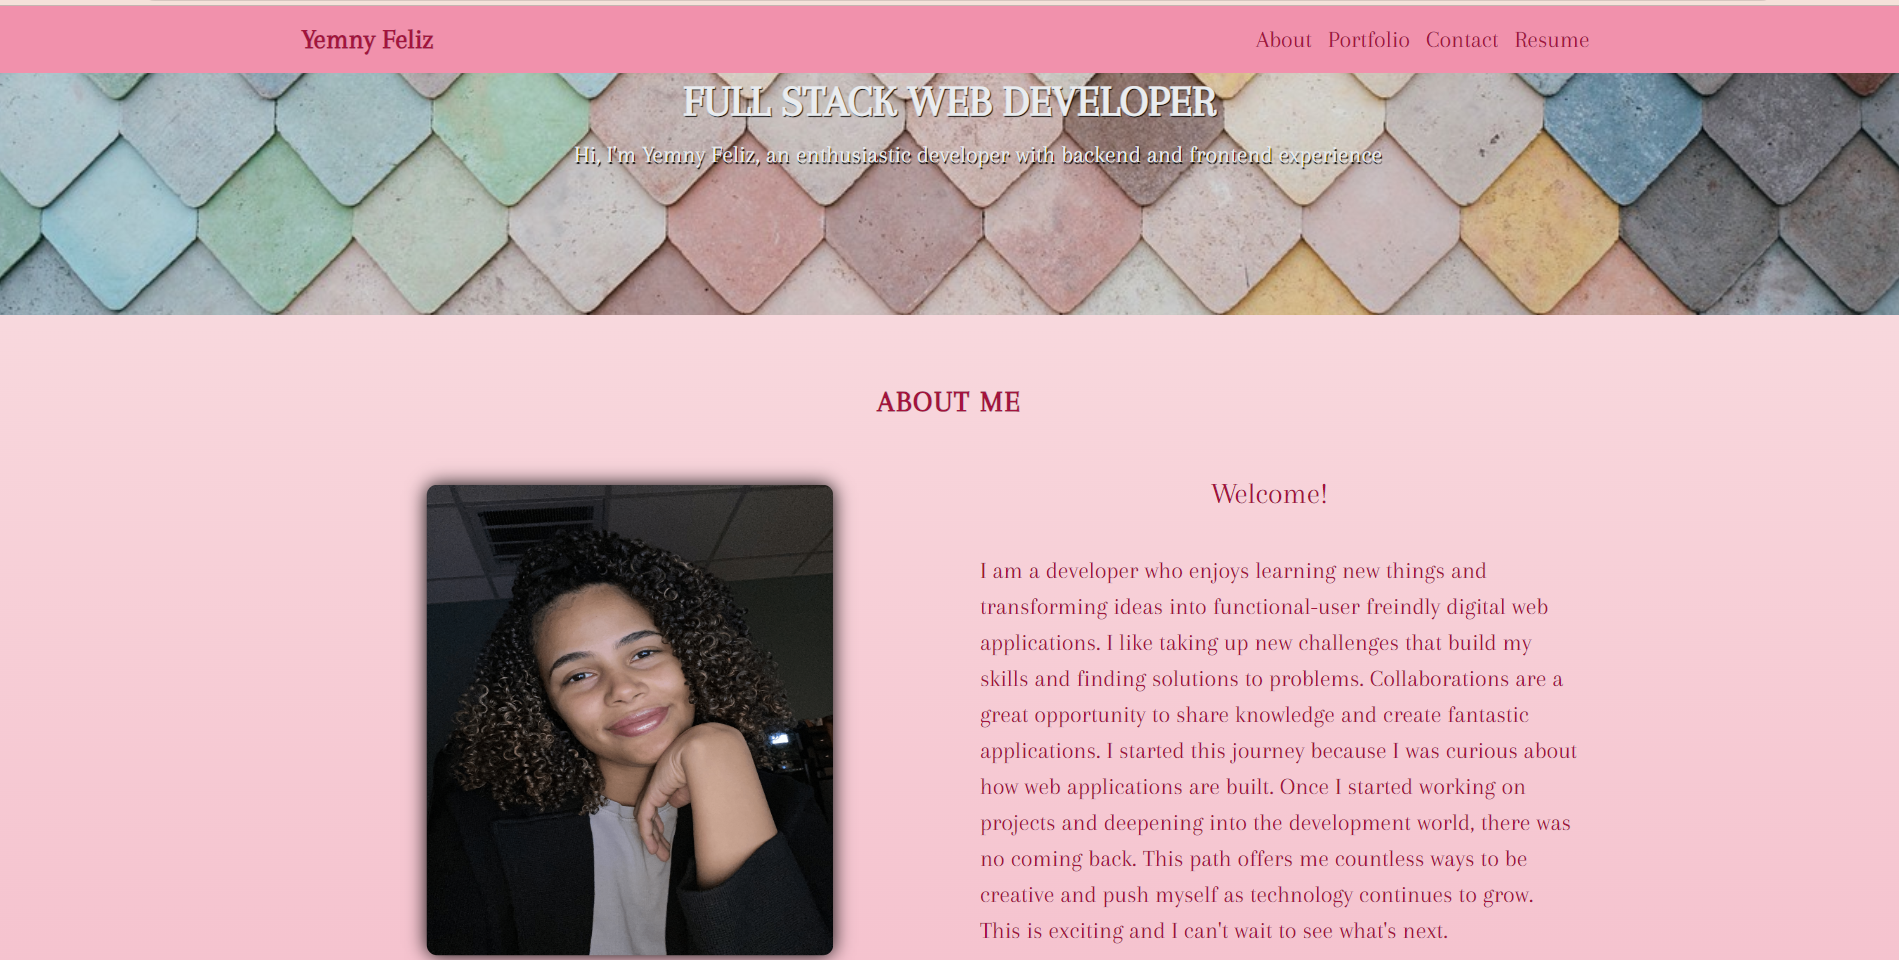 Yemny Feliz
About Portfolio Contact Resume
FULL STACK WEB DEVELOPER
Hi, I'm Yemny Feliz, an enthusiastic developer with backend and frontend experience
ABOUT ME
Welcome!
I am a developer who enjoys learning new things and
transforming ideas into functional-user freindly digital web
applications. I like taking up new challenges that build my
skills and finding solutions to problems. Collaborations are a
great opportunity to share knowledge and create fantastic
applications. I started this journey because I was curious about
how web applications are built. Once I started working on
projects and deepening into the development world, there was
no coming back. This path offers me countless ways to be
creative and push myself as technology continues to grow.
This is exciting and I can't wait to see what's next.